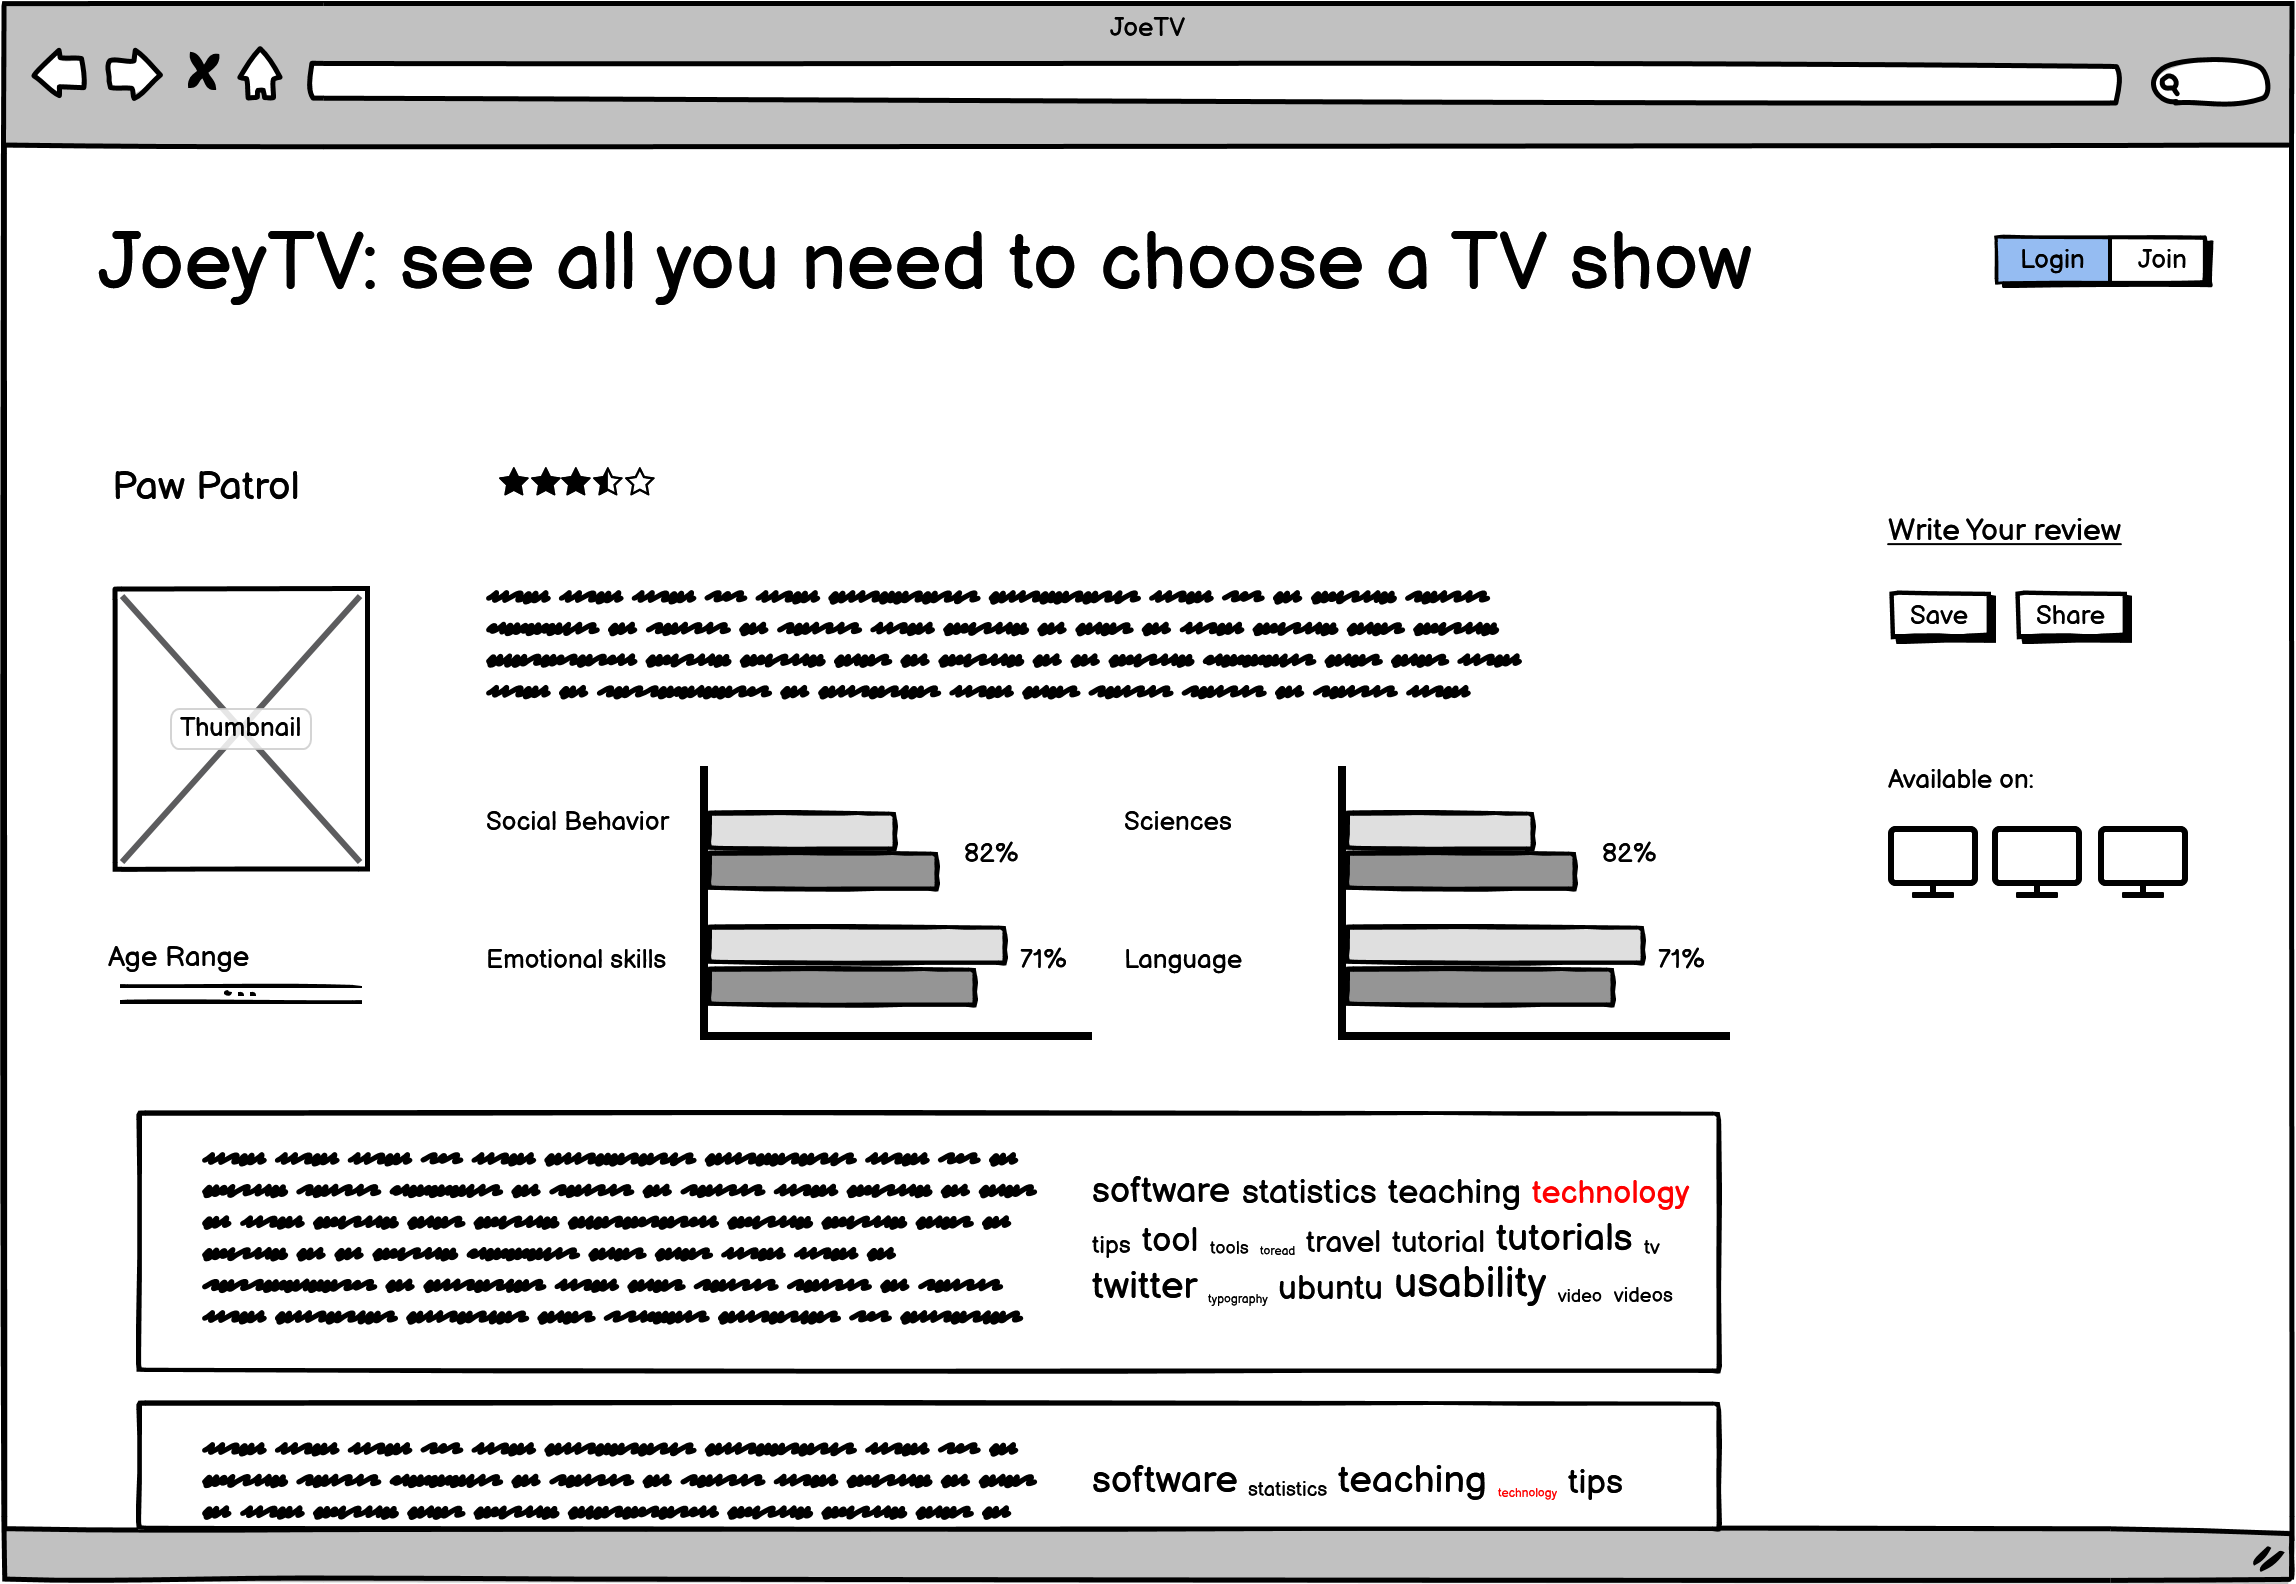 JoeTV
JoeyTV: see all you need to choose a TV show
Login Join
Paw Patrol
Write Your review
Save Share
Thumbnail
Available on:
Social Behavior
82%
Sciences
82%
Age Range
Emotional skills
71%
Language
71%
software statistics teaching technology
tips tool tools toread travel tutorial tutorials tv
twitter typography ubuntu usability video videos
software statistics teaching technology tips